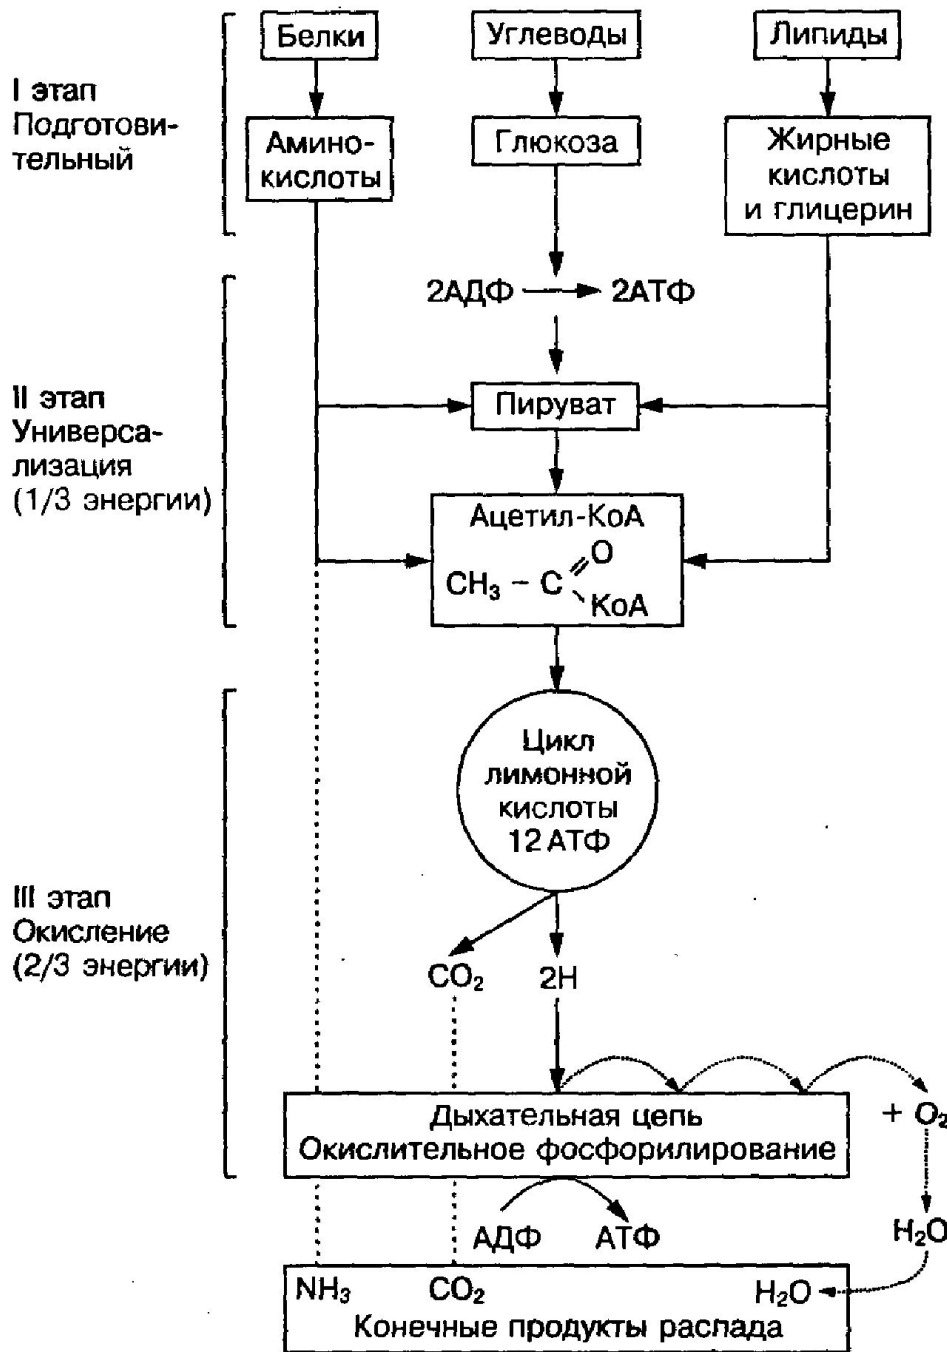 Белки
Углеводы
Липиды
I этап
Подготови-
тельный
Амино-
кислоты
Глюкоза
Жирные
кислоты
и глицерин
2АДФ → 2АТФ
II этап
Универса-
лизация
(1/3 энергии)
Пируват
Ацетил-КоА
CH₃ – C
O
КоА
III этап
Окисление
(2/3 энергии)
Цикл
лимонной
кислоты
12 АТФ
CO₂
2H
Дыхательная цепь
Окислительное фосфорилирование
+ O₂
АДФ
АТФ
H₂O
NH₃
CO₂
H₂O
Конечные продукты распада